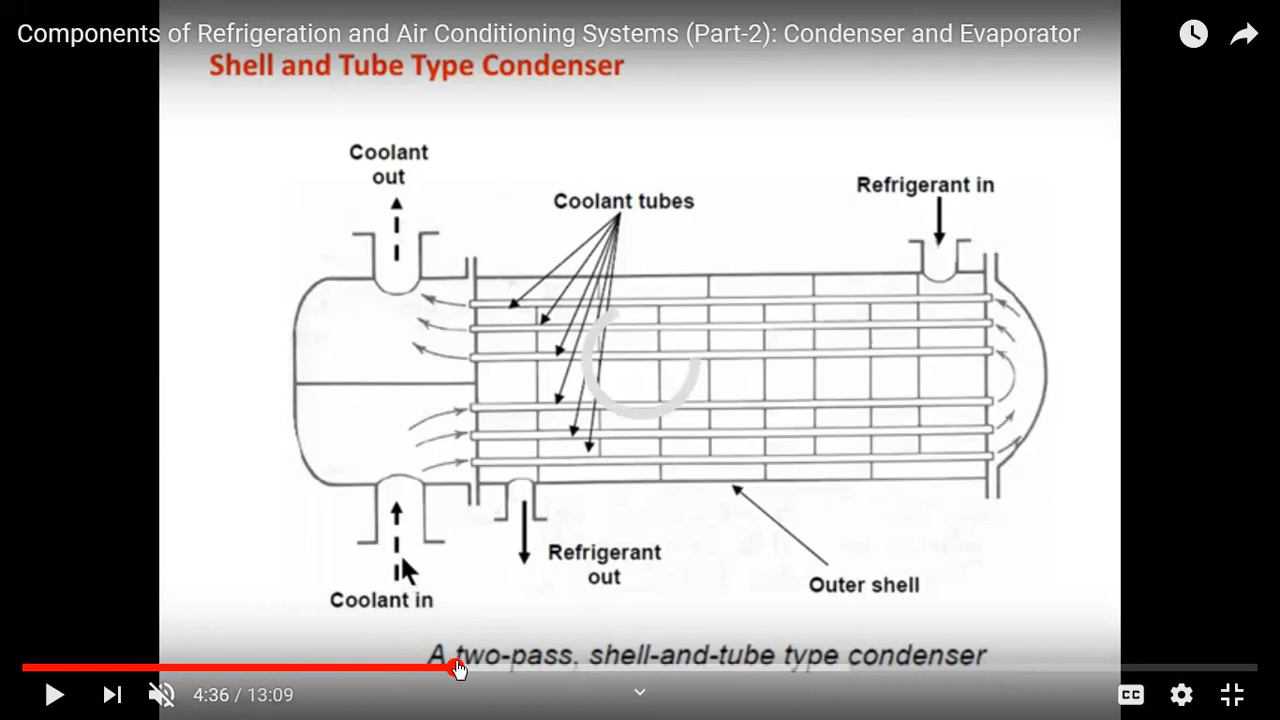 Components of Refrigeration and Air Conditioning Systems (Part-2): Condenser and Evaporator
Shell and Tube Type Condenser
Coolant
out
Refrigerant in
Coolant tubes
Refrigerant
out
Outer shell
Coolant in
A two-pass, shell-and-tube type condenser
4:36 / 13:09
CC